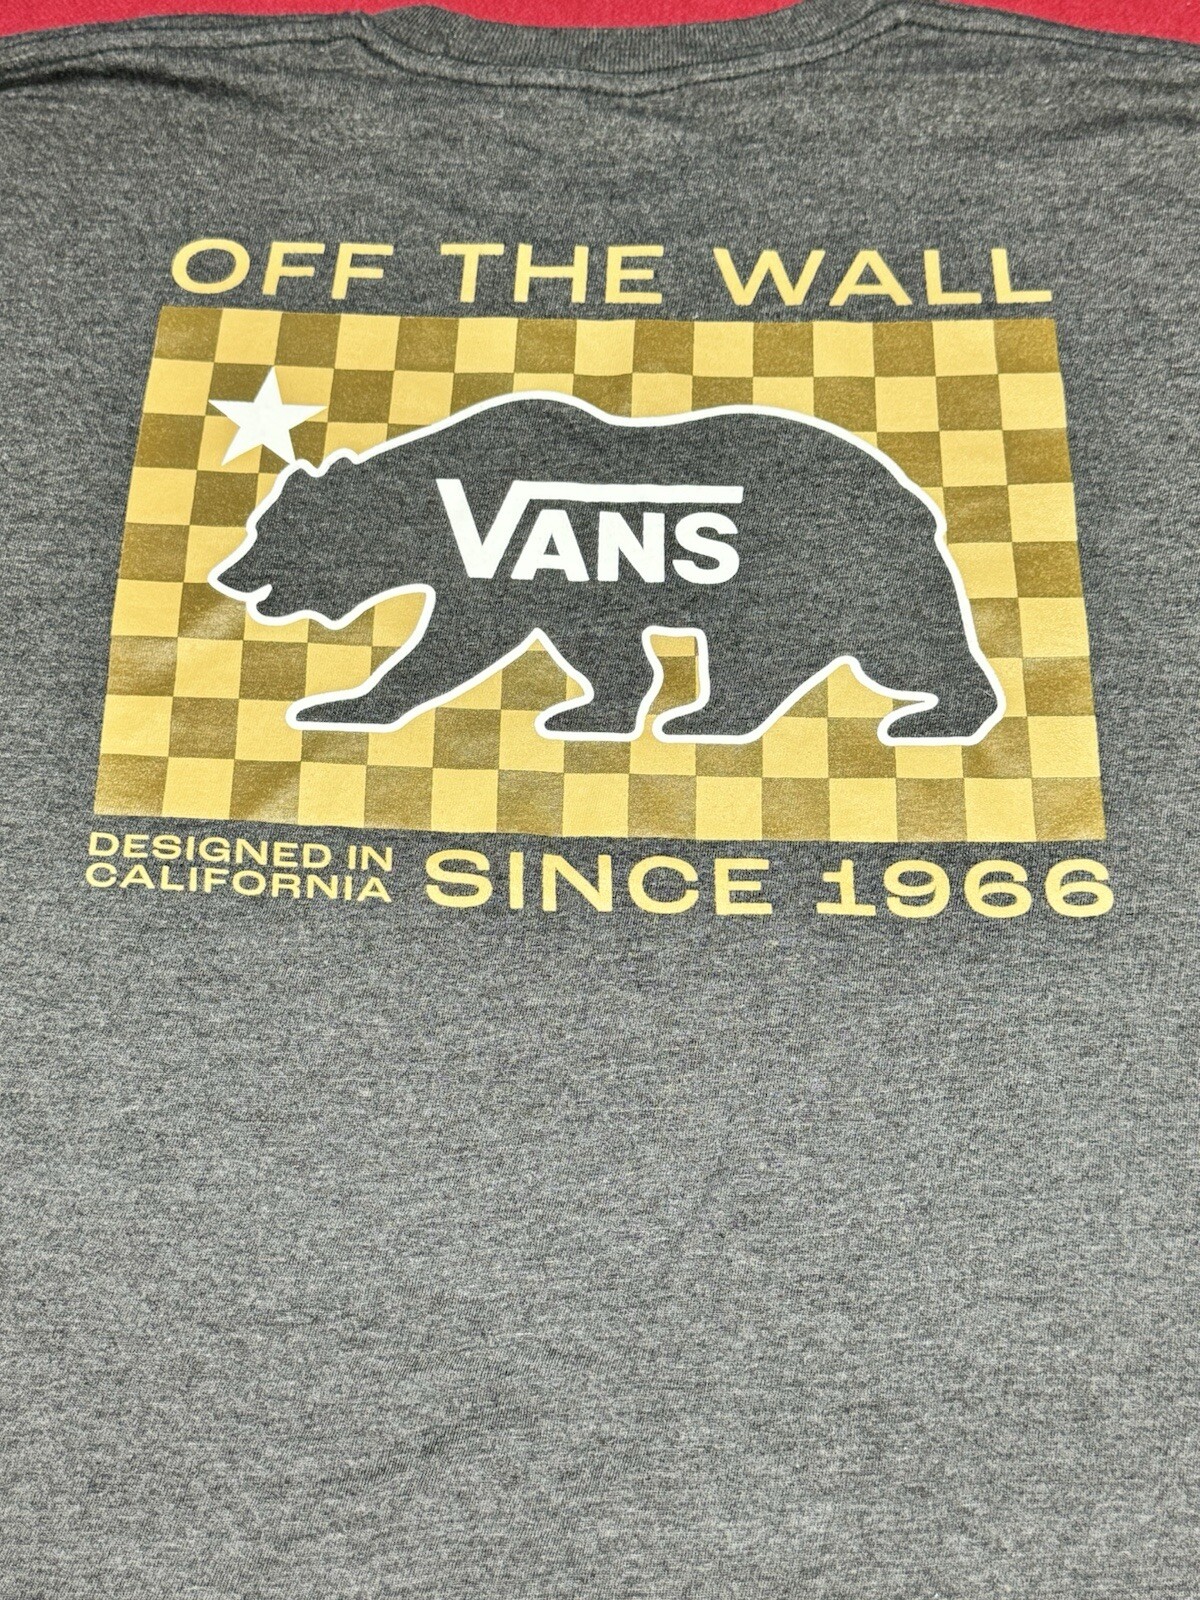 OFF THE WALL
VANS
DESIGNED IN
CALIFORNIA
SINCE 1966